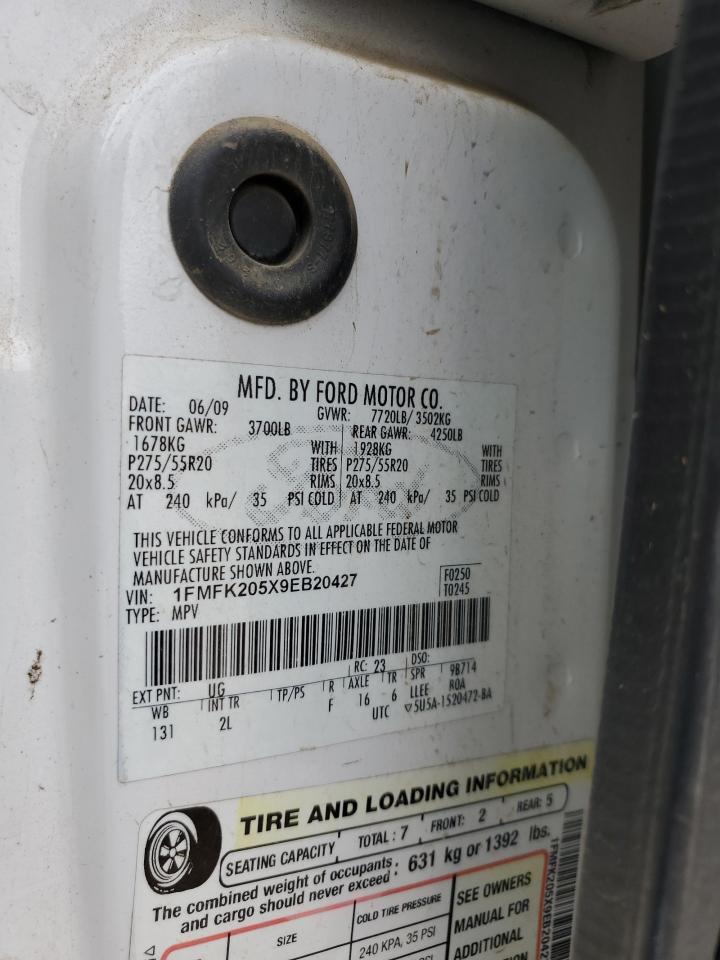 MFD. BY FORD MOTOR CO.
DATE: 06/09 GVWR: 7720LB/ 3502KG
FRONT GAWR: 3700LB REAR GAWR: 4250LB
1678KG WITH 1928KG WITH
P275/55R20 TIRES P275/55R20 TIRES
20x8.5 RIMS 20x8.5 RIMS
AT 240 kPa/ 35 PSI COLD AT 240 kPa/ 35 PSI COLD
THIS VEHICLE CONFORMS TO ALL APPLICABLE FEDERAL MOTOR
VEHICLE SAFETY STANDARDS IN EFFECT ON THE DATE OF
MANUFACTURE SHOWN ABOVE.
VIN: 1FMFK205X9EB20427 F0250
TYPE: MPV T0245
EXT PNT: UG RC: 23 DSO:
WB INT TR TP/PS R AXLE TR SPR 9B714
131 2L F 16 6 LLEE ROA
UTC ▽5U5A-1520472-BA
TIRE AND LOADING INFORMATION
SEATING CAPACITY TOTAL: 7 FRONT: 2 REAR: 5
The combined weight of occupants and cargo should never exceed: 631 kg or 1392 lbs.
SIZE COLD TIRE PRESSURE SEE OWNERS
240 KPA, 35 PSI MANUAL FOR
PSI ADDITIONAL
1FMFK205X9EB2042